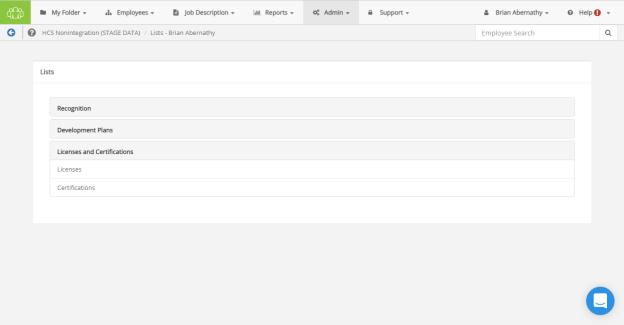 My Folder
Employees
Job Description
Reports
Admin
Support
Brian Abernathy
Help
HCS Nonintegration (STAGE DATA) / Lists - Brian Abernathy
Employee Search
Lists
Recognition
Development Plans
Licenses and Certifications
Licenses
Certifications